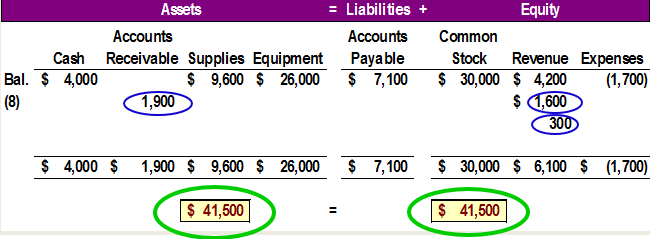 Assets = Liabilities + Equity
Accounts Accounts Common
Cash Receivable Supplies Equipment Payable Stock Revenue Expenses
Bal. $ 4,000 $ 9,600 $ 26,000 $ 7,100 $ 30,000 $ 4,200 (1,700)
(8) 1,900 $ 1,600
300
$ 4,000 $ 1,900 $ 9,600 $ 26,000 $ 7,100 $ 30,000 $ 6,100 $ (1,700)
$ 41,500 = $ 41,500